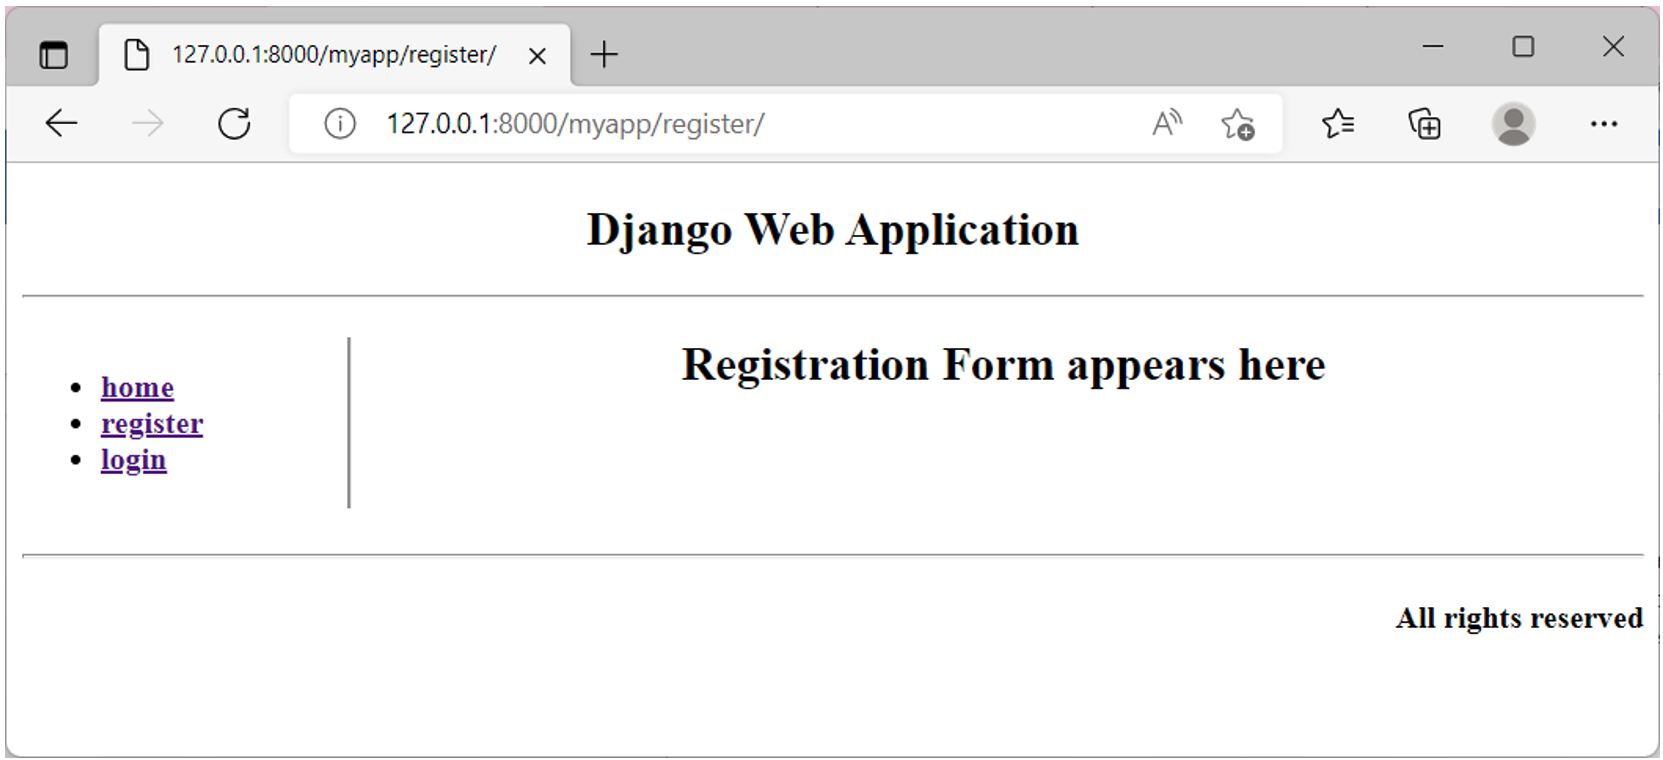 127.0.0.1:8000/myapp/register/
127.0.0.1:8000/myapp/register/
Django Web Application
Registration Form appears here
home
register
login
All rights reserved